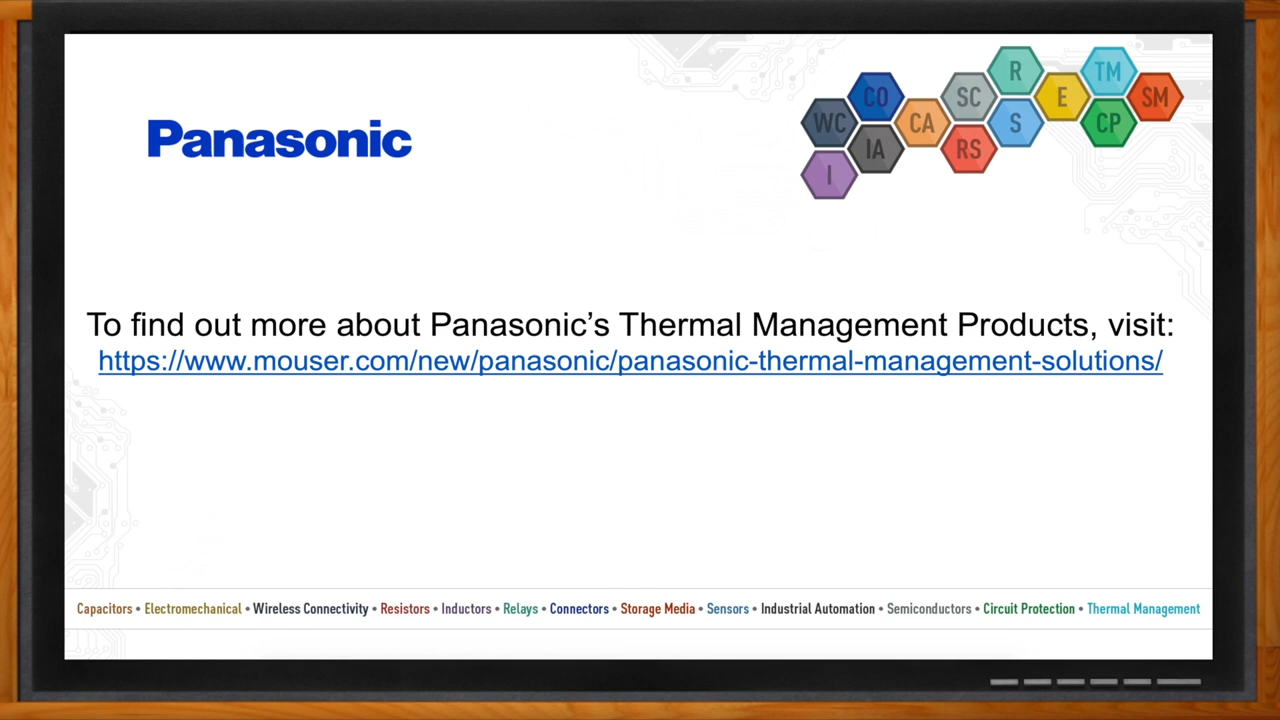 Panasonic
WC
CO
IA
I
CA
SC
RS
R
S
E
TM
CP
SM
To find out more about Panasonic’s Thermal Management Products, visit:
https://www.mouser.com/new/panasonic/panasonic-thermal-management-solutions/
Capacitors • Electromechanical • Wireless Connectivity • Resistors • Inductors • Relays • Connectors • Storage Media • Sensors • Industrial Automation • Semiconductors • Circuit Protection • Thermal Management